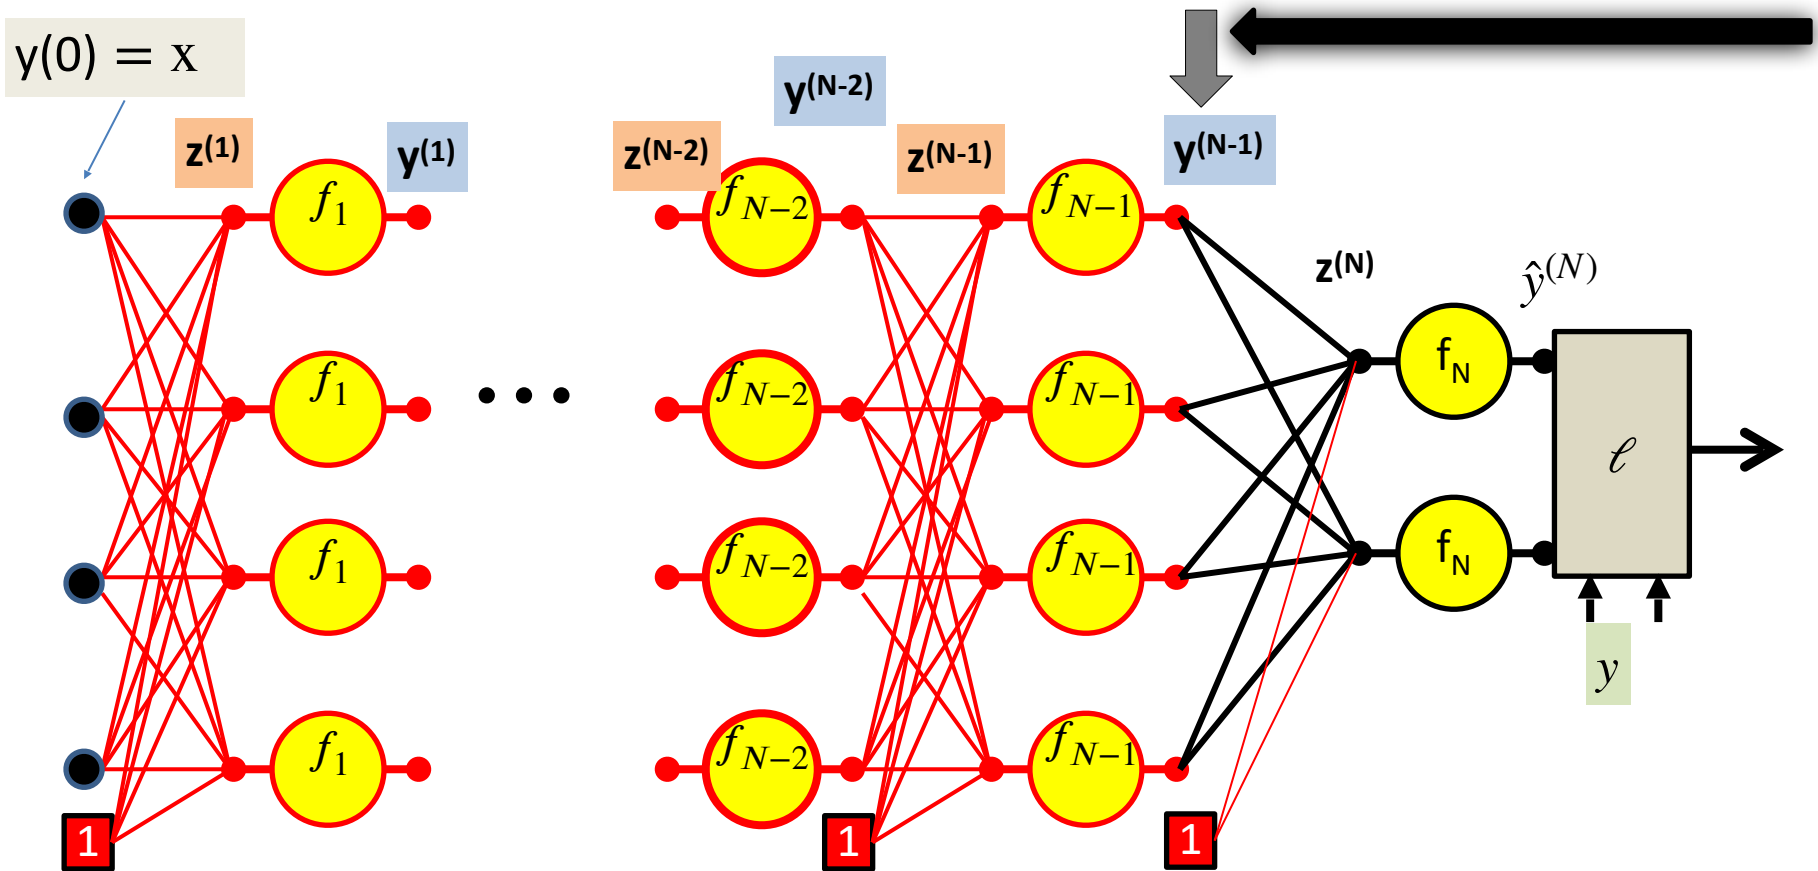 y(0) = x
z(1)
y(1)
z(N-2)
y(N-2)
z(N-1)
y(N-1)
z(N)
ŷ(N)
f1
fN−2
fN−1
f1
fN−2
fN−1
fN
f1
fN−2
fN−1
fN
f1
fN−2
fN−1
ℓ
y
1
1
1